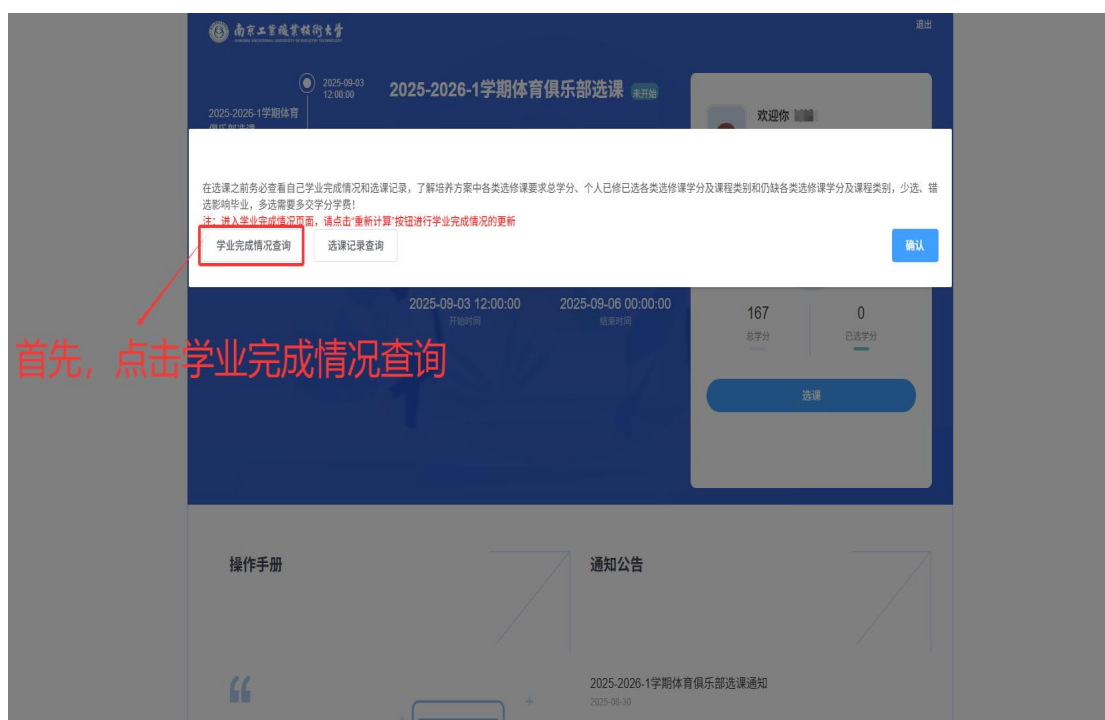 南京工业职业技术大学
退出
2025-09-03
12:00:00
2025-2026-1学期体育俱乐部选课 未开始
2025-2026-1学期体育
俱乐部选课
欢迎你
在选课之前务必查看自己学业完成情况和选课记录，了解培养方案中各类选修课要求总学分、个人已修已选各类选修课学分及课程类别和仍缺各类选修课学分及课程类别，少选、错
选影响毕业，多选需要多交学分学费！
注：进入学业完成情况页面，请点击“重新计算”按钮进行学业完成情况的更新
学业完成情况查询
选课记录查询
确认
2025-09-03 12:00:00
开始时间
2025-09-06 00:00:00
结束时间
167
总学分
0
已选学分
首先，点击学业完成情况查询
选课
操作手册
通知公告
2025-2026-1学期体育俱乐部选课通知
2025-08-30